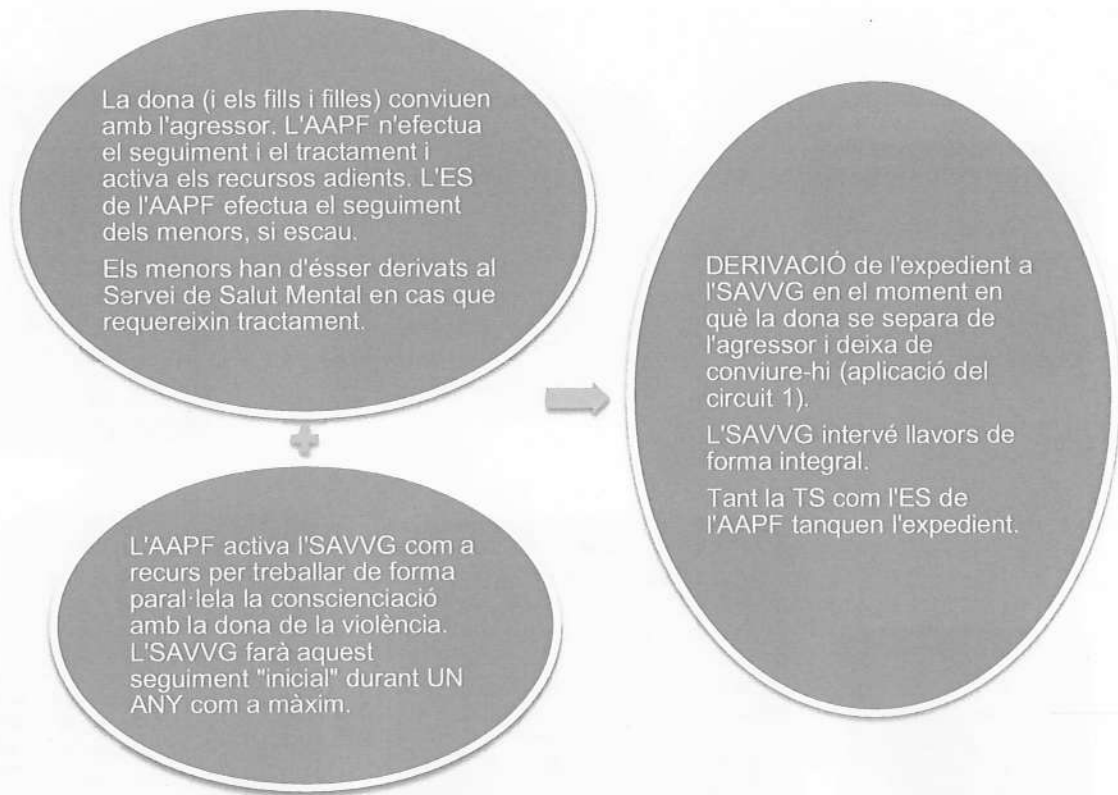 La dona (i els fills i filles) conviuen
amb l'agressor. L'AAPF n'efectua
el seguiment i el tractament i
activa els recursos adients. L'ES
de l'AAPF efectua el seguiment
dels menors, si escau.
Els menors han d'ésser derivats al
Servei de Salut Mental en cas que
requereixin tractament.
L'AAPF activa l'SAVVG com a
recurs per treballar de forma
paral·lela la conscienciació
amb la dona de la violència.
L'SAVVG farà aquest
seguiment "inicial" durant UN
ANY com a màxim.
DERIVACIÓ de l'expedient a
l'SAVVG en el moment en
què la dona se separa de
l'agressor i deixa de
conviure-hi (aplicació del
circuit 1).
L'SAVVG intervé llavors de
forma integral.
Tant la TS com l'ES de
l'AAPF tanquen l'expedient.